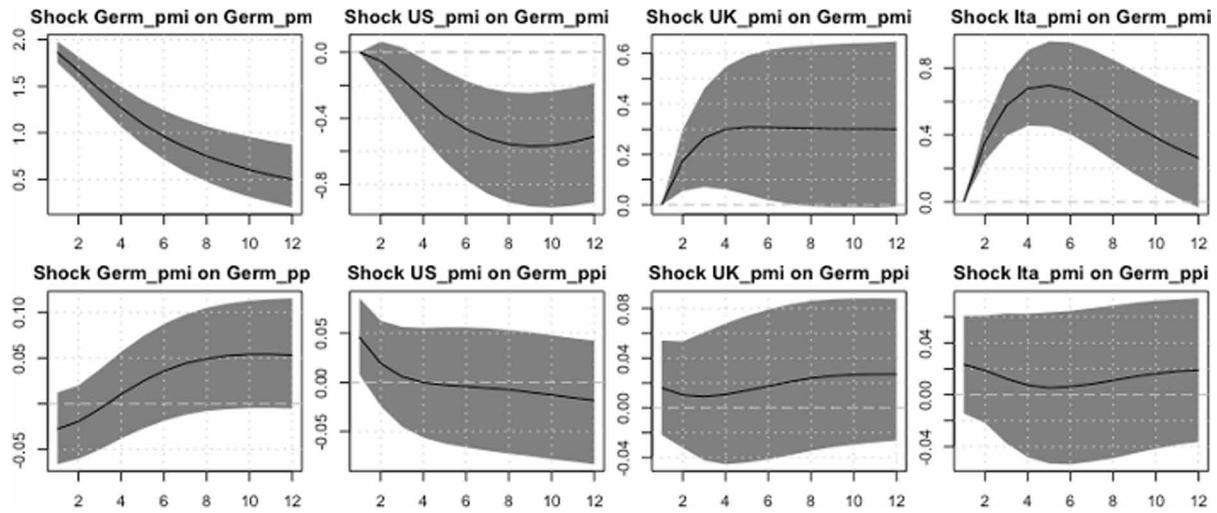 Shock Germ_pmi on Germ_pm
Shock US_pmi on Germ_pmi
Shock UK_pmi on Germ_pmi
Shock Ita_pmi on Germ_pmi
2.0
1.5
1.0
0.5
2 4 6 8 10 12
0.0
-0.4
-0.8
2 4 6 8 10 12
0.6
0.4
0.2
0.0
2 4 6 8 10 12
0.8
0.4
0.0
2 4 6 8 10 12
Shock Germ_pmi on Germ_pp
Shock US_pmi on Germ_ppi
Shock UK_pmi on Germ_ppi
Shock Ita_pmi on Germ_ppi
0.10
0.05
-0.05
2 4 6 8 10 12
0.05
0.00
-0.05
2 4 6 8 10 12
0.08
0.04
0.00
-0.04
2 4 6 8 10 12
0.04
0.00
-0.04
2 4 6 8 10 12